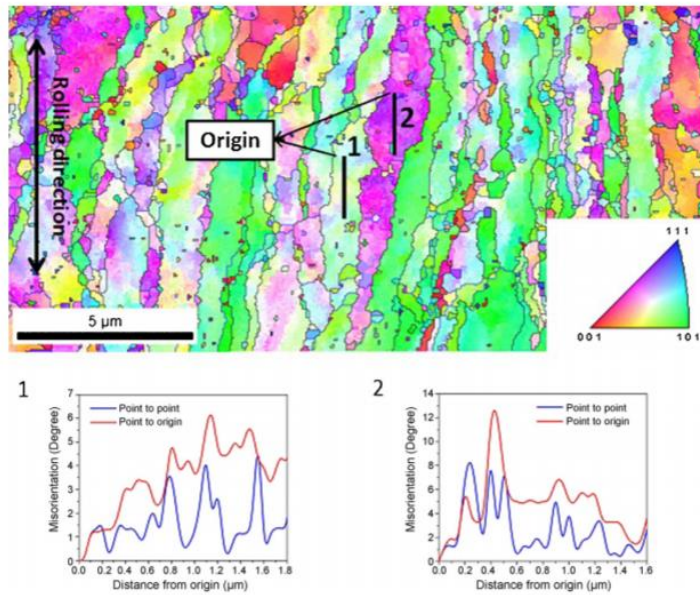 Rolling direction
Origin
1
2
5 µm
111
001
101
1
7
6
5
4
3
2
1
0
Point to point
Point to origin
Misorientation (Degree)
0.0 0.2 0.4 0.6 0.8 1.0 1.2 1.4 1.6 1.8
Distance from origin (µm)
2
14
12
10
8
6
4
2
0
Point to point
Point to origin
Misorientation (Degree)
0.0 0.2 0.4 0.6 0.8 1.0 1.2 1.4 1.6
Distance from origin (µm)